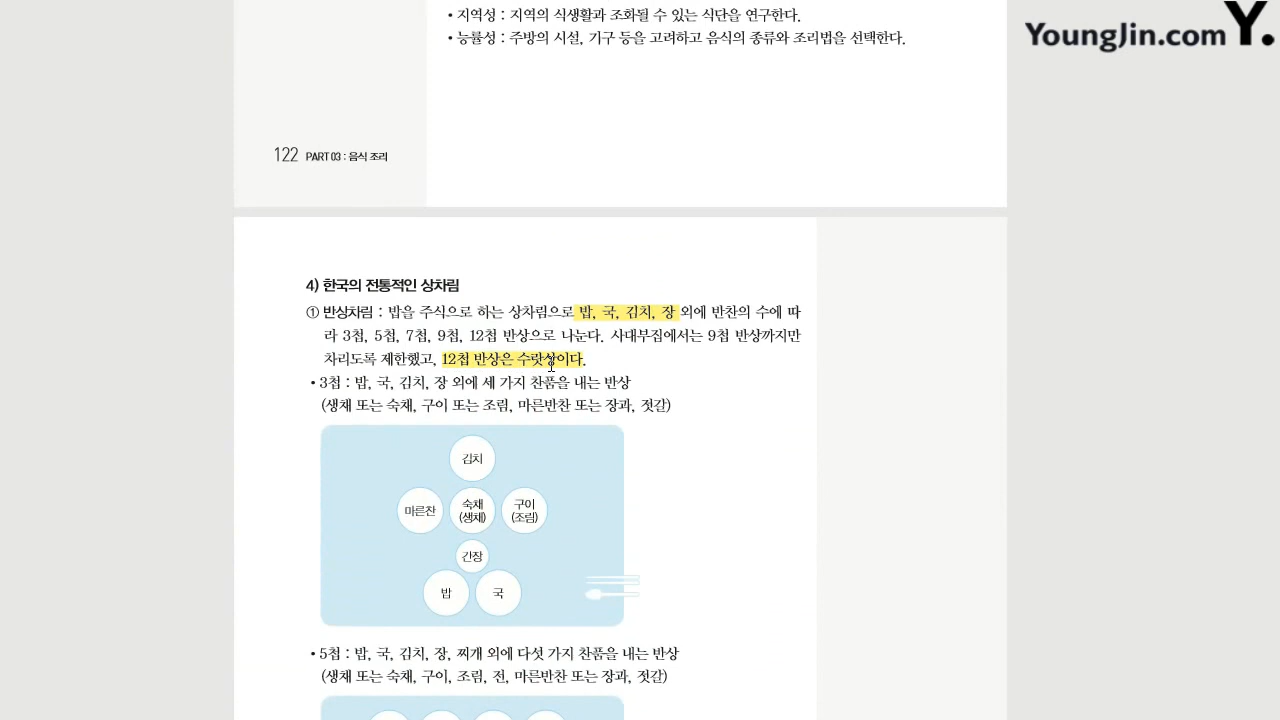 • 지역성 : 지역의 식생활과 조화될 수 있는 식단을 연구한다.
• 능률성 : 주방의 시설, 기구 등을 고려하고 음식의 종류와 조리법을 선택한다.
YoungJin.com Y.
122 PART 03 : 음식 조리
4) 한국의 전통적인 상차림
① 반상차림 : 밥을 주식으로 하는 상차림으로 밥, 국, 김치, 장 외에 반찬의 수에 따
라 3첩, 5첩, 7첩, 9첩, 12첩 반상으로 나눈다. 사대부집에서는 9첩 반상까지만
차리도록 제한했고, 12첩 반상은 수랏상이다.
• 3첩 : 밥, 국, 김치, 장 외에 세 가지 찬품을 내는 반상
(생채 또는 숙채, 구이 또는 조림, 마른반찬 또는 장과, 젓갈)
김치
마른찬
숙채
(생채)
구이
(조림)
간장
밥
국
• 5첩 : 밥, 국, 김치, 장, 찌개 외에 다섯 가지 찬품을 내는 반상
(생채 또는 숙채, 구이, 조림, 전, 마른반찬 또는 장과, 젓갈)